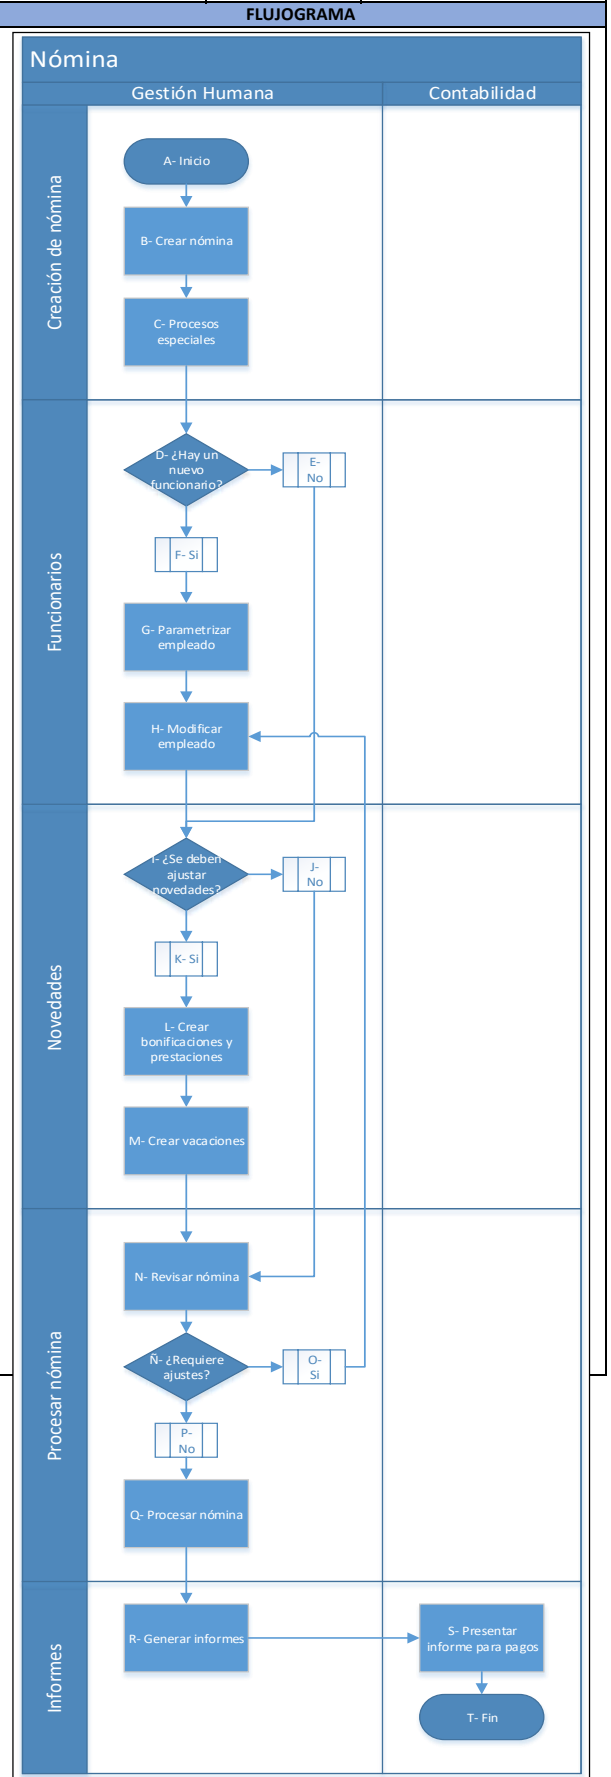 FLUJOGRAMA
Nómina
Gestión Humana
Contabilidad
Creación de nómina
A- Inicio
B- Crear nómina
C- Procesos
especiales
Funcionarios
D- ¿Hay un
nuevo
funcionario?
E-
No
F- Si
G- Parametrizar
empleado
H- Modificar
empleado
Novedades
I- ¿Se deben
ajustar
novedades?
J-
No
K- Si
L- Crear
bonificaciones y
prestaciones
M- Crear vacaciones
Procesar nómina
N- Revisar nómina
Ñ- ¿Requiere
ajustes?
O-
Si
P-
No
Q- Procesar nómina
Informes
R- Generar informes
S- Presentar
informe para pagos
T- Fin